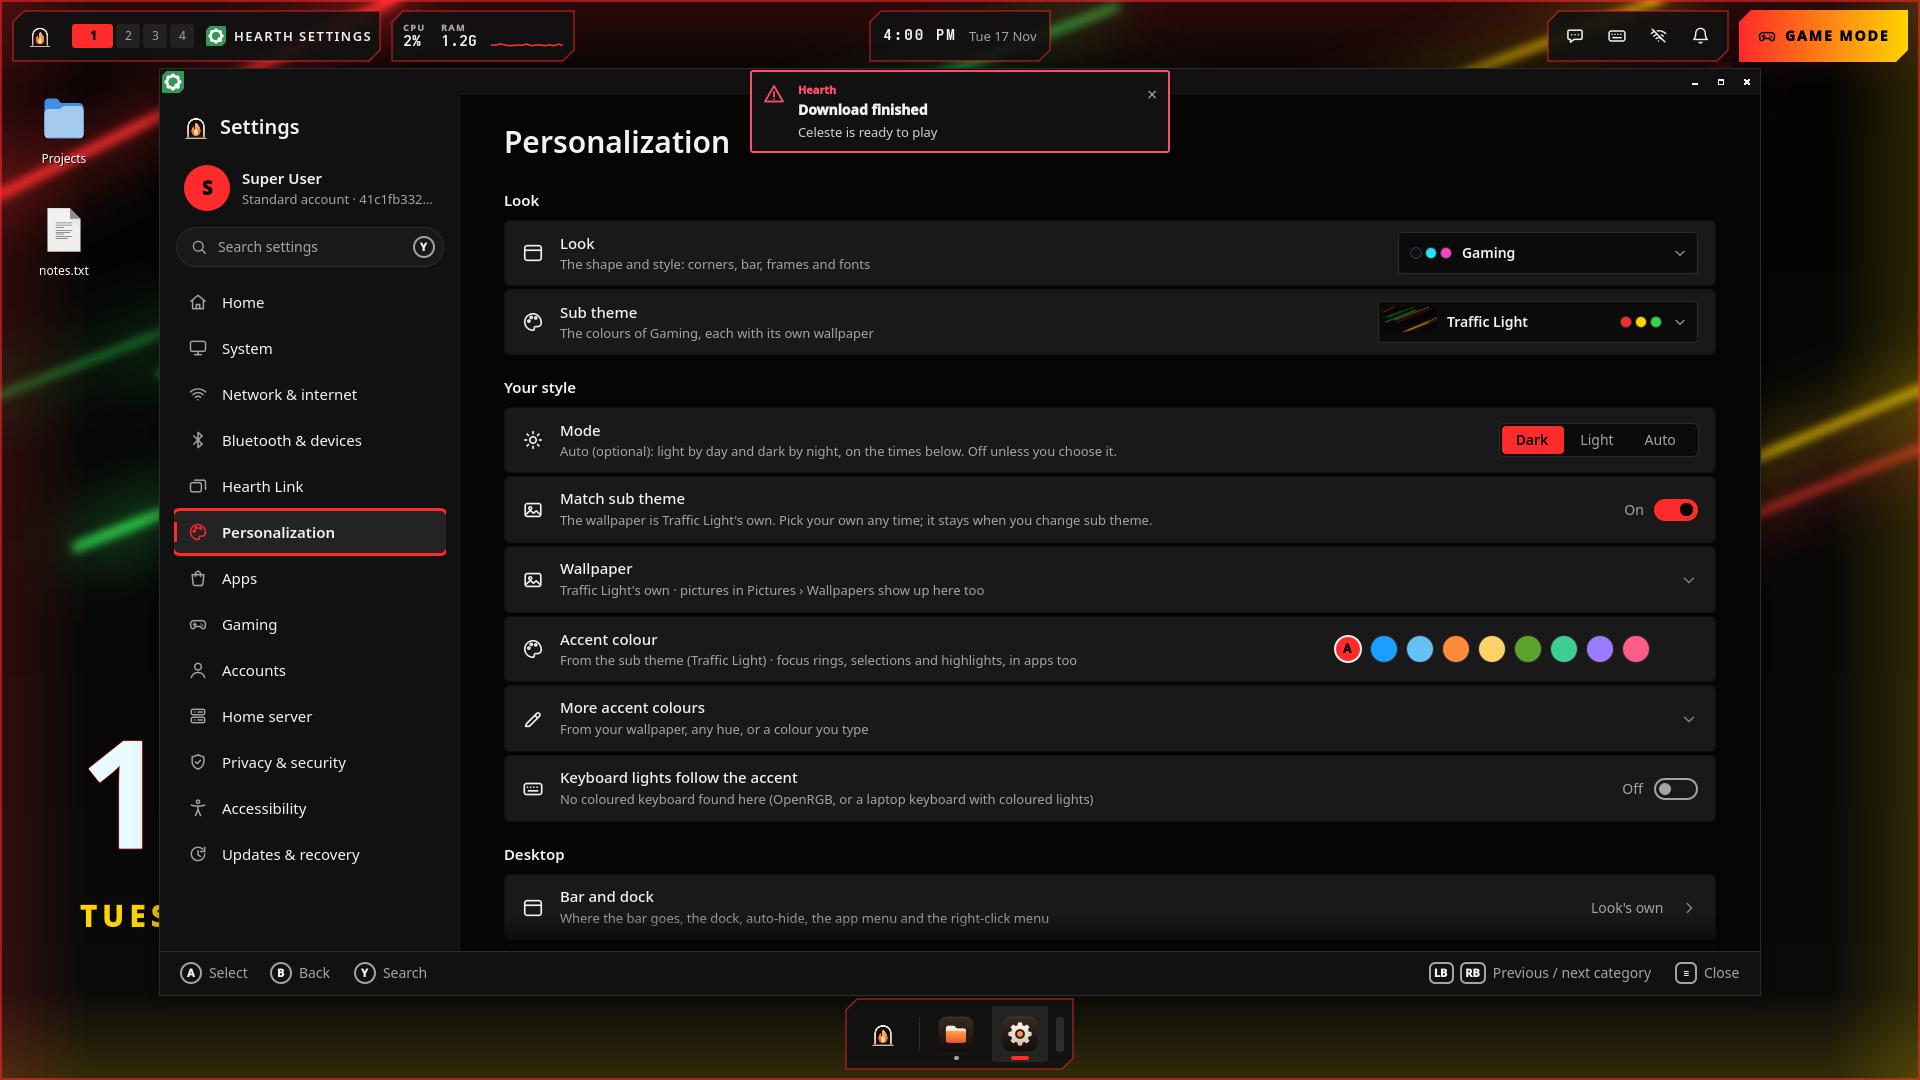 1 2 3 4 HEARTH SETTINGS
CPU 2%
RAM 1.2G
4:00 PM Tue 17 Nov
GAME MODE
Projects
notes.txt
1
TUES
Hearth
Download finished
Celeste is ready to play
Settings
S
Super User
Standard account · 41c1fb332...
Search settings Y
Home
System
Network & internet
Bluetooth & devices
Hearth Link
Personalization
Apps
Gaming
Accounts
Home server
Privacy & security
Accessibility
Updates & recovery
Personalization
Look
Look
The shape and style: corners, bar, frames and fonts
Gaming
Sub theme
The colours of Gaming, each with its own wallpaper
Traffic Light
Your style
Mode
Auto (optional): light by day and dark by night, on the times below. Off unless you choose it.
Dark Light Auto
Match sub theme
The wallpaper is Traffic Light's own. Pick your own any time; it stays when you change sub theme.
On
Wallpaper
Traffic Light's own · pictures in Pictures › Wallpapers show up here too
Accent colour
From the sub theme (Traffic Light) · focus rings, selections and highlights, in apps too
A
More accent colours
From your wallpaper, any hue, or a colour you type
Keyboard lights follow the accent
No coloured keyboard found here (OpenRGB, or a laptop keyboard with coloured lights)
Off
Desktop
Bar and dock
Where the bar goes, the dock, auto-hide, the app menu and the right-click menu
Look's own
A Select B Back Y Search
LB RB Previous / next category ≡ Close